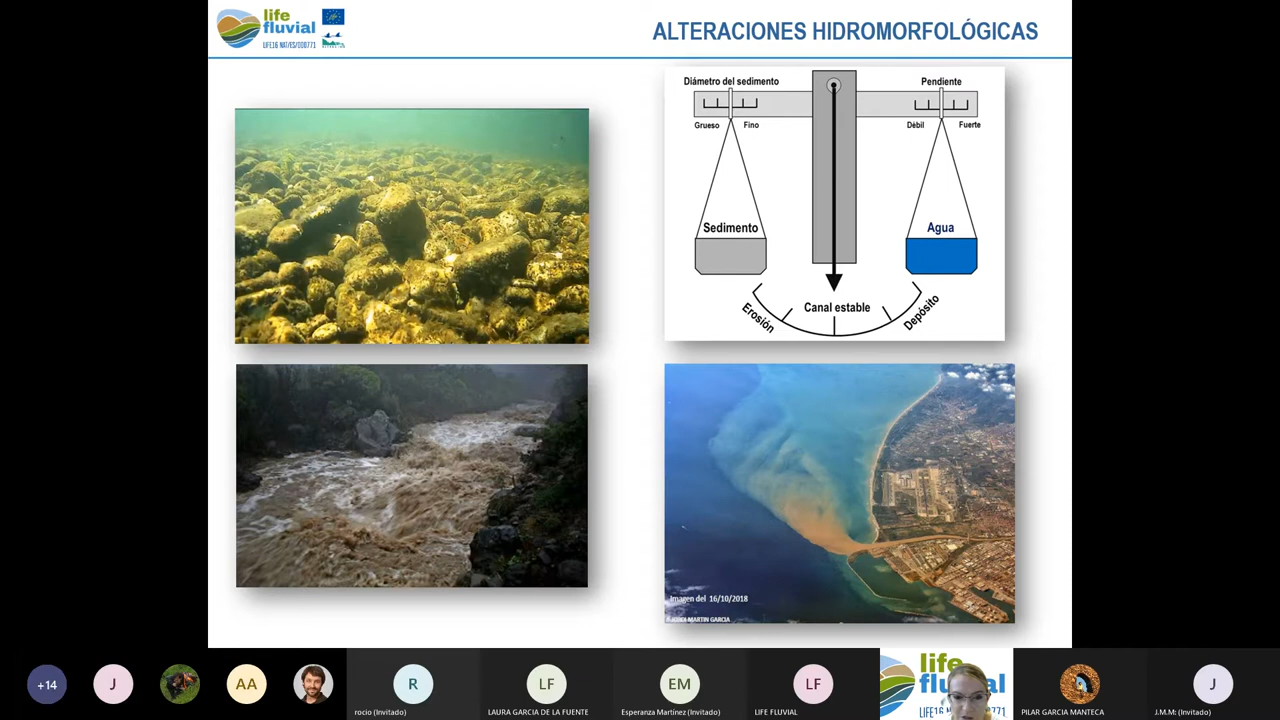 life
fluvial
LIFE16 NAT/ES/000771
ALTERACIONES HIDROMORFOLÓGICAS
Diámetro del sedimento
Pendiente
Grueso
Fino
Débil
Fuerte
Sedimento
Agua
Erosión
Canal estable
Depósito
Imagen del 16/10/2018
MARTIN GARCIA
+14
J
AA
R
rocio (Invitado)
LF
LAURA GARCIA DE LA FUENTE
EM
Esperanza Martínez (Invitado)
LF
LIFE FLUVIAL
life
PILAR GARCIA MANTECA
J
J.M.M: (Invitado)